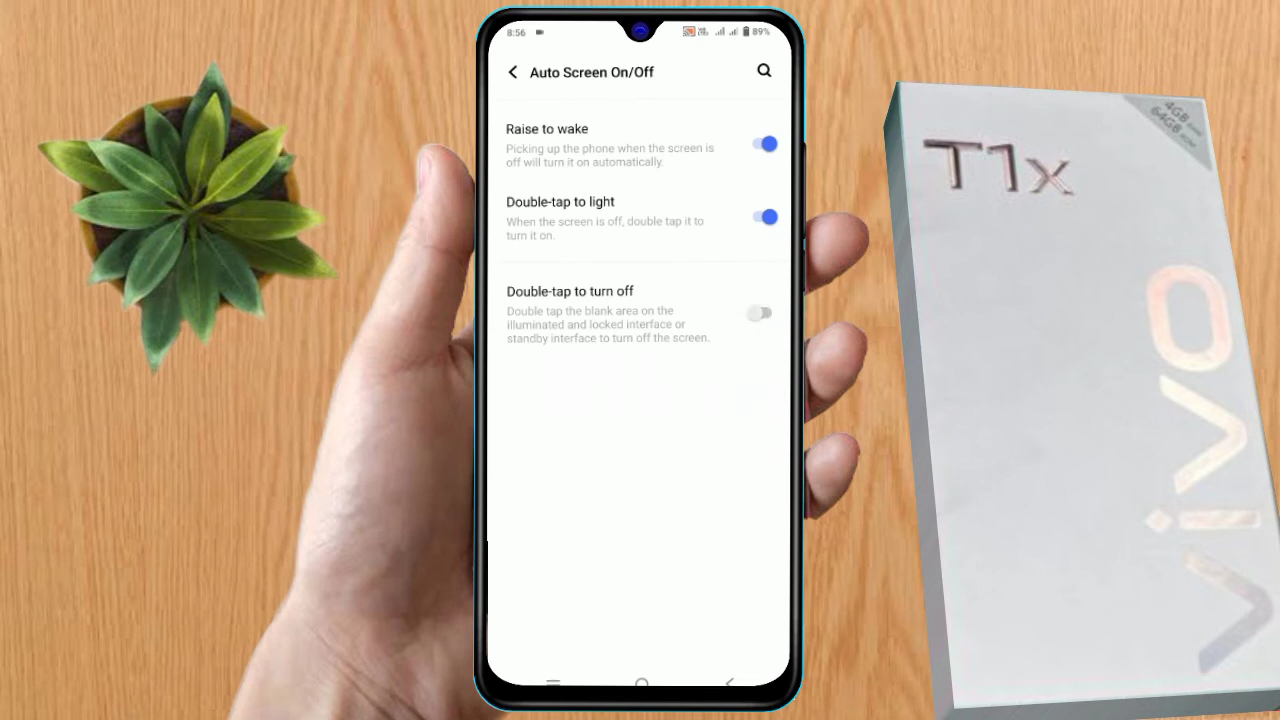 8:56
89%
Auto Screen On/Off
Raise to wake
Picking up the phone when the screen is
off will turn it on automatically.
Double-tap to light
When the screen is off, double tap it to
turn it on.
Double-tap to turn off
Double tap the blank area on the
illuminated and locked interface or
standby interface to turn off the screen.
T1x
4GB RAM
64GB ROM
vivo